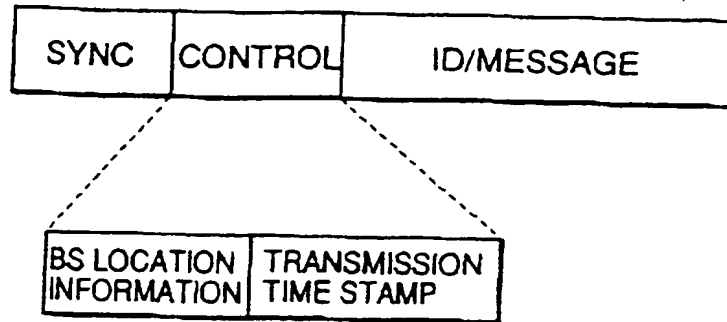 SYNC CONTROL ID/MESSAGE
BS LOCATION TRANSMISSION
INFORMATION TIME STAMP